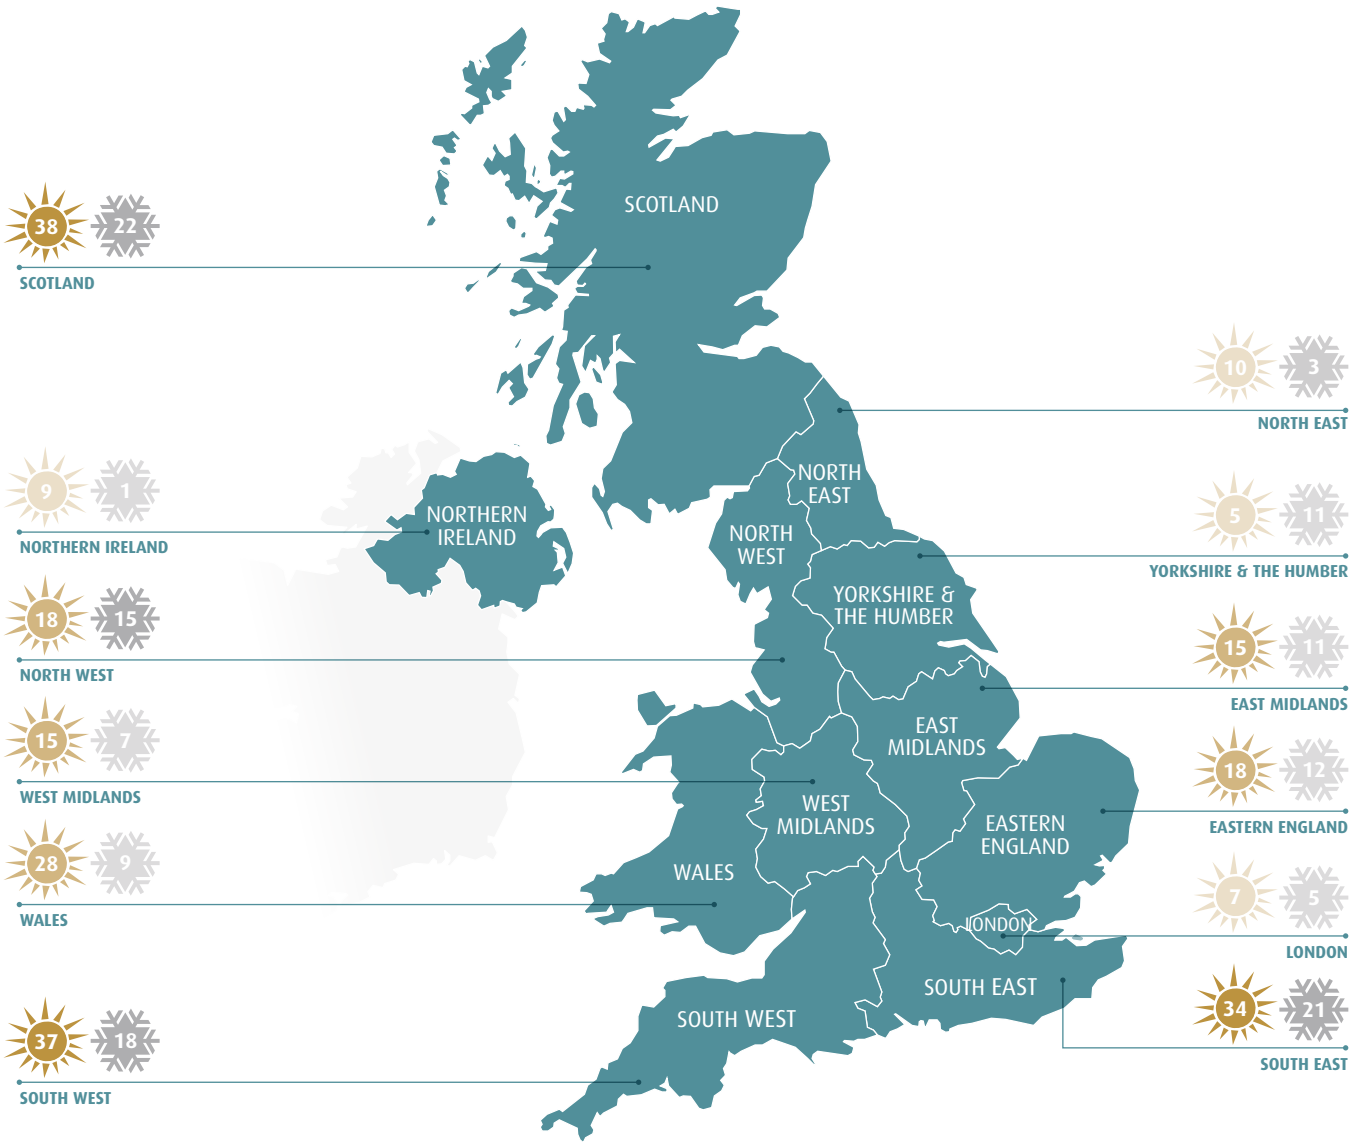 SCOTLAND
38
22
SCOTLAND
10
3
NORTH EAST
9
1
NORTHERN IRELAND
NORTHERN
IRELAND
NORTH
EAST
NORTH
WEST
5
11
YORKSHIRE & THE HUMBER
YORKSHIRE &
THE HUMBER
18
15
NORTH WEST
15
11
EAST MIDLANDS
EAST
MIDLANDS
15
7
WEST MIDLANDS
WEST
MIDLANDS
18
12
EASTERN ENGLAND
EASTERN
ENGLAND
28
9
WALES
WALES
7
5
LONDON
LONDON
34
21
SOUTH EAST
SOUTH EAST
37
18
SOUTH WEST
SOUTH WEST